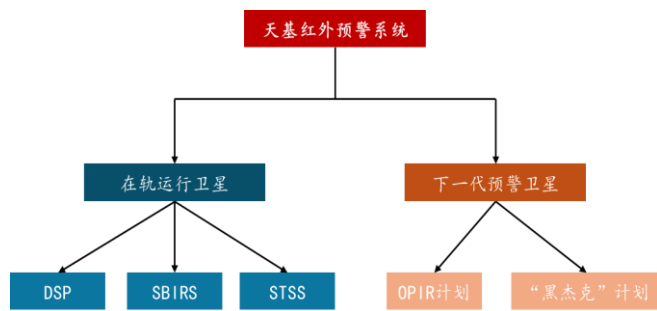 天基红外预警系统
在轨运行卫星
下一代预警卫星
DSP
SBIRS
STSS
OPIR计划
“黑杰克”计划